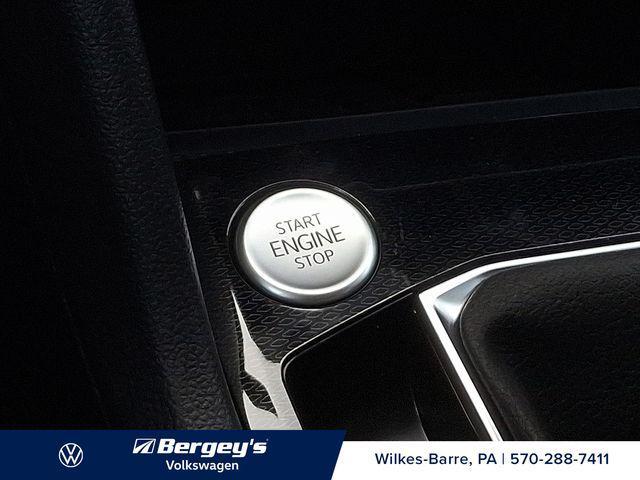 START
ENGINE
STOP
Bergey's
Volkswagen
Wilkes-Barre, PA | 570-288-7411